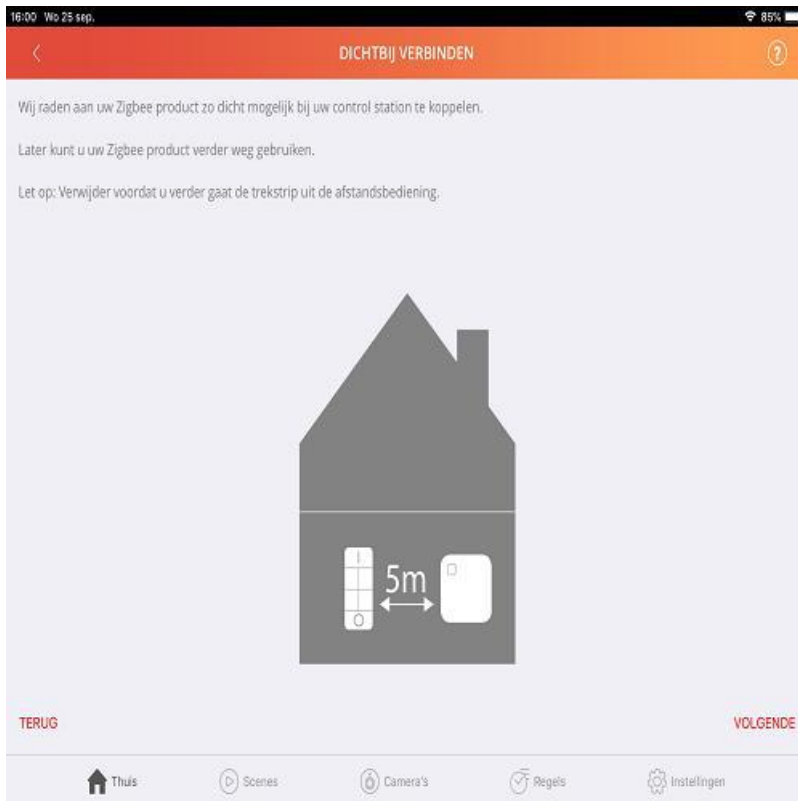 16:00 Wo 25 sep.
85%
DICHTBIJ VERBINDEN
?
Wij raden aan uw Zigbee product zo dicht mogelijk bij uw control station te koppelen.
Later kunt u uw Zigbee product verder weg gebruiken.
Let op: Verwijder voordat u verder gaat de trekstrip uit de afstandsbediening.
5m
TERUG
VOLGENDE
Thuis
Scenes
Camera's
Regels
Instellingen